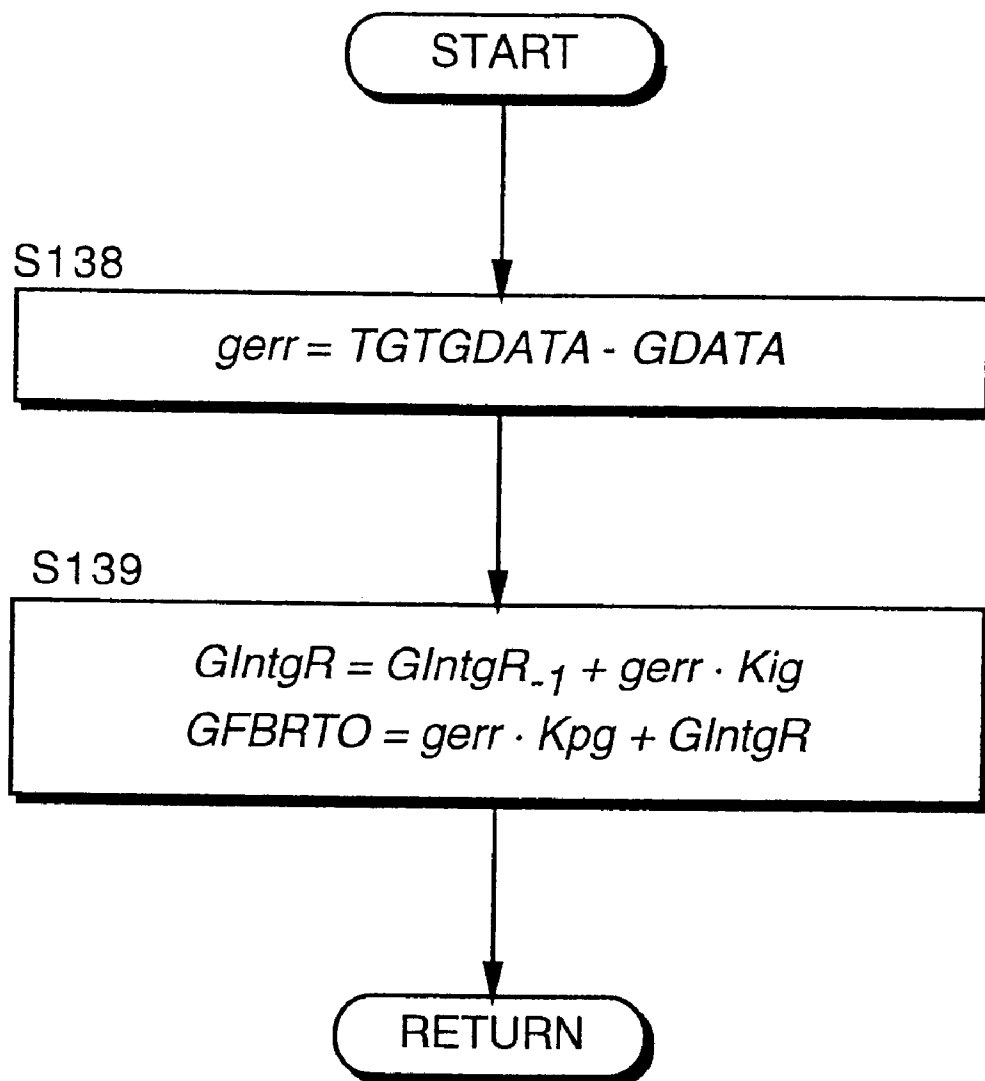 START
S138
gerr = TGTGDATA - GDATA
S139
GIntgR = GIntgR-1 + gerr · Kig
GFBRTO = gerr · Kpg + GIntgR
RETURN